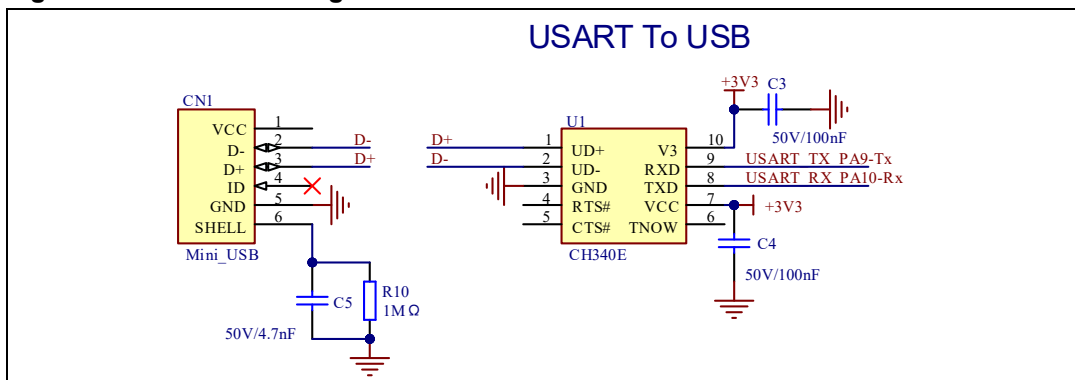 USART To USB
CN1
VCC 1
D- 2 D-
D+ 3 D+
ID 4
GND 5
SHELL 6
Mini_USB
C5
50V/4.7nF
R10
1MΩ
U1
D+ 1 UD+ V3 10
D- 2 UD- RXD 9 USART_TX_PA9-Tx
3 GND TXD 8 USART_RX_PA10-Rx
4 RTS# VCC 7 +3V3
5 CTS# TNOW 6
CH340E
+3V3
C3
50V/100nF
C4
50V/100nF